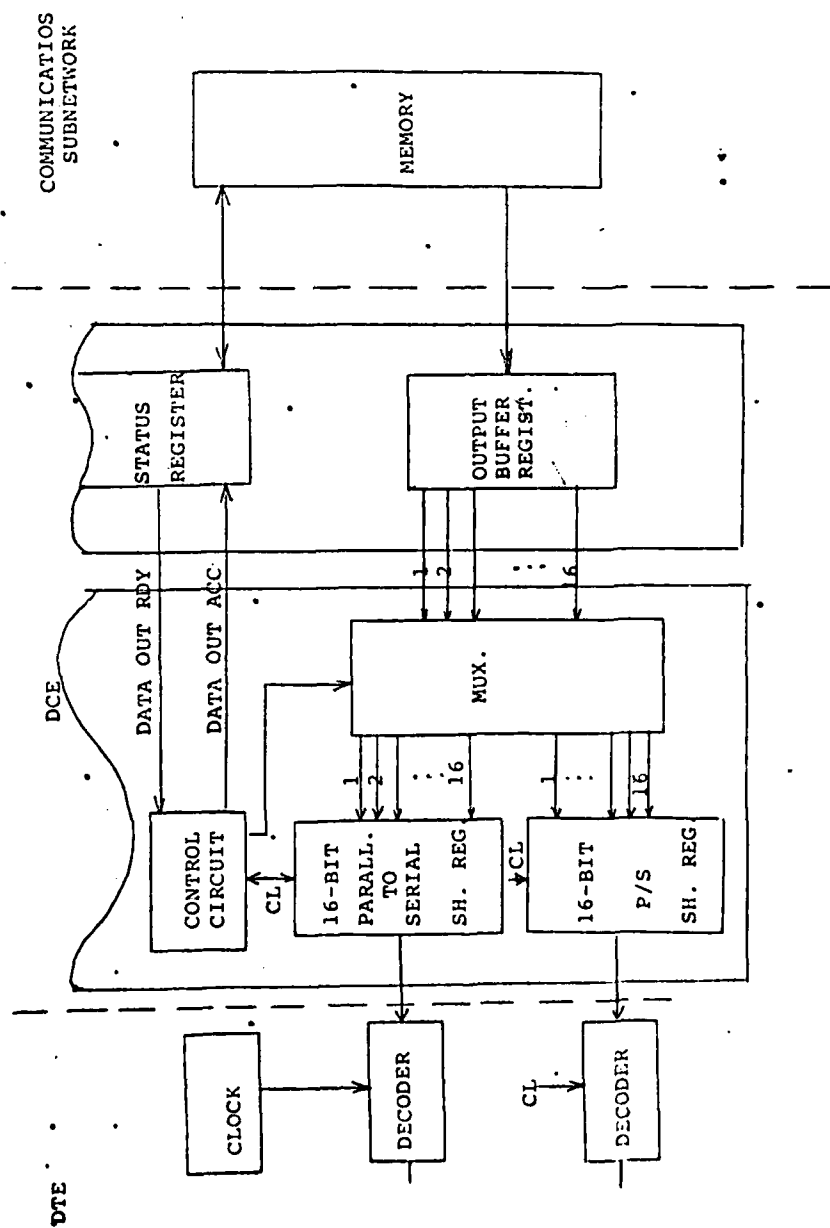 COMMUNICATIOS
SUBNETWORK
MEMORY
STATUS
REGISTER
OUTPUT
BUFFER
REGIST.
DATA OUT RDY
DATA OUT ACC
1
2
...
16
DCE
MUX.
1
2
...
16
1
...
16
CONTROL
CIRCUIT
CL
16-BIT
PARALL.
TO
SERIAL
SH. REG.
CL
16-BIT
P/S
SH. REG.
CLOCK
DECODER
CL
DECODER
DTE